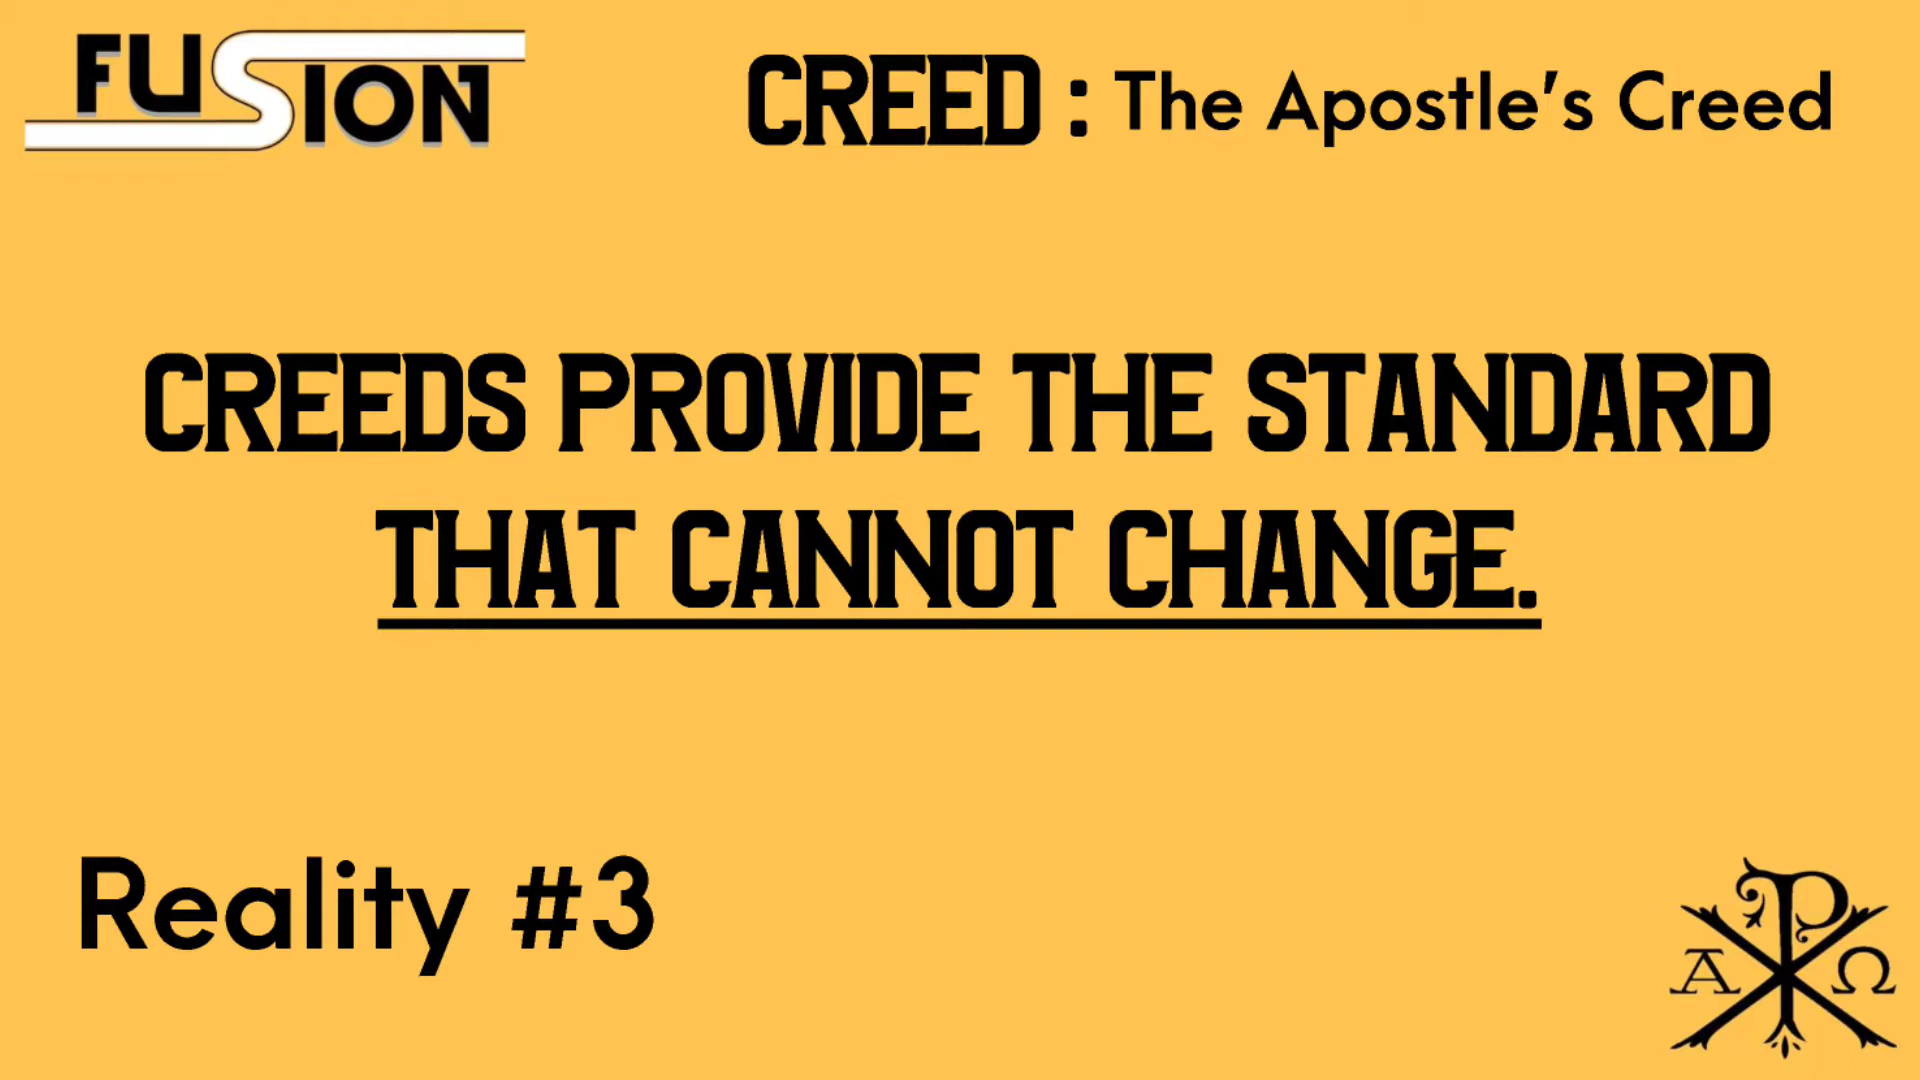 FUSION
CREED : The Apostle's Creed
CREEDS PROVIDE THE STANDARD
THAT CANNOT CHANGE.
Reality #3
Α Ω